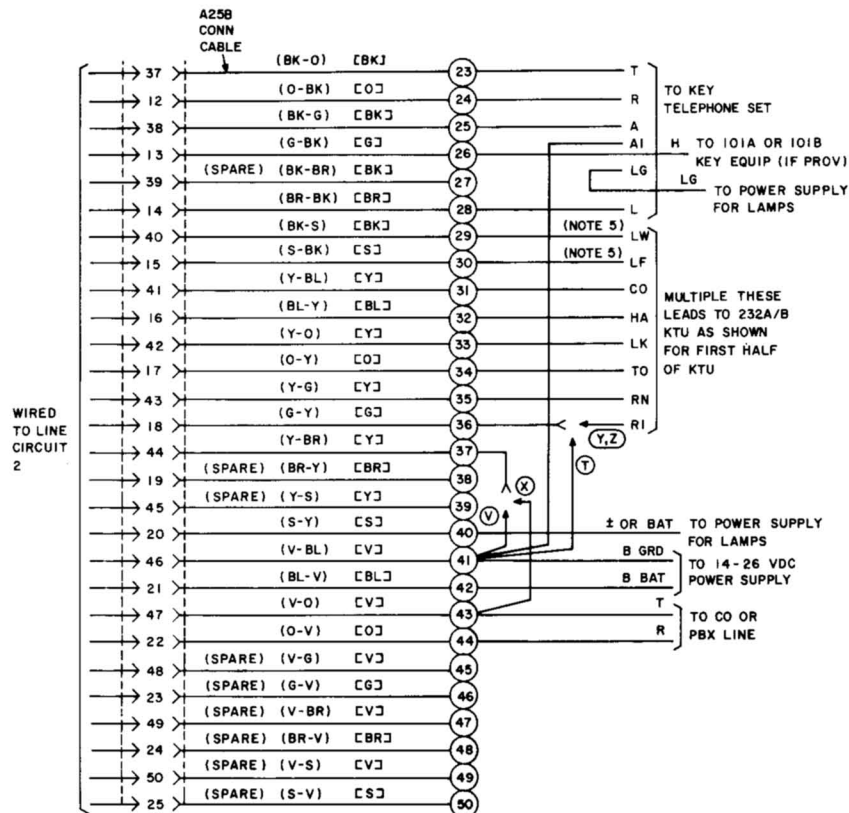 A25B
CONN
CABLE
37 (BK-O) [BK] 23 T
12 (O-BK) [O] 24 R
38 (BK-G) [BK] 25 A
13 (G-BK) [G] 26 A1 H
39 (SPARE) (BK-BR) [BK] 27 LG
14 (BR-BK) [BR] 28 L
40 (BK-S) [BK] 29 (NOTE 5) LW
15 (S-BK) [S] 30 (NOTE 5) LF
41 (Y-BL) [Y] 31 CO
16 (BL-Y) [BL] 32 HA
42 (Y-O) [Y] 33 LK
17 (O-Y) [O] 34 TO
43 (Y-G) [Y] 35 RN
18 (G-Y) [G] 36 RI
44 (Y-BR) [Y] 37
19 (SPARE) (BR-Y) [BR] 38
45 (SPARE) (Y-S) [Y] 39
20 (S-Y) [S] 40 ± OR BAT
46 (V-BL) [V] 41 B GRD
21 (BL-V) [BL] 42 B BAT
47 (V-O) [V] 43 T
22 (O-V) [O] 44 R
48 (SPARE) (V-G) [V] 45
23 (SPARE) (G-V) [G] 46
49 (SPARE) (V-BR) [V] 47
24 (SPARE) (BR-V) [BR] 48
50 (SPARE) (V-S) [V] 49
25 (SPARE) (S-V) [S] 50
WIRED
TO LINE
CIRCUIT
2
TO KEY
TELEPHONE SET
TO 101A OR 101B
KEY EQUIP (IF PROV)
LG
TO POWER SUPPLY
FOR LAMPS
MULTIPLE THESE
LEADS TO 232A/B
KTU AS SHOWN
FOR FIRST HALF
OF KTU
Y,Z
T
X
V
TO POWER SUPPLY
FOR LAMPS
TO 14-26 VDC
POWER SUPPLY
TO CO OR
PBX LINE